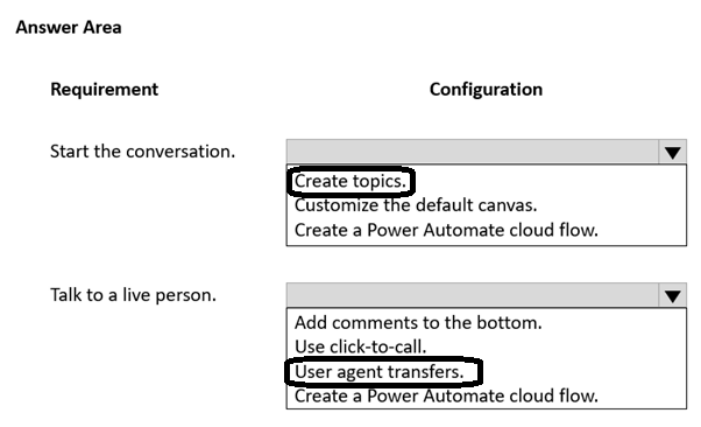 Answer Area
Requirement Configuration
Start the conversation.
Create topics.
Customize the default canvas.
Create a Power Automate cloud flow.
Talk to a live person.
Add comments to the bottom.
Use click-to-call.
User agent transfers.
Create a Power Automate cloud flow.